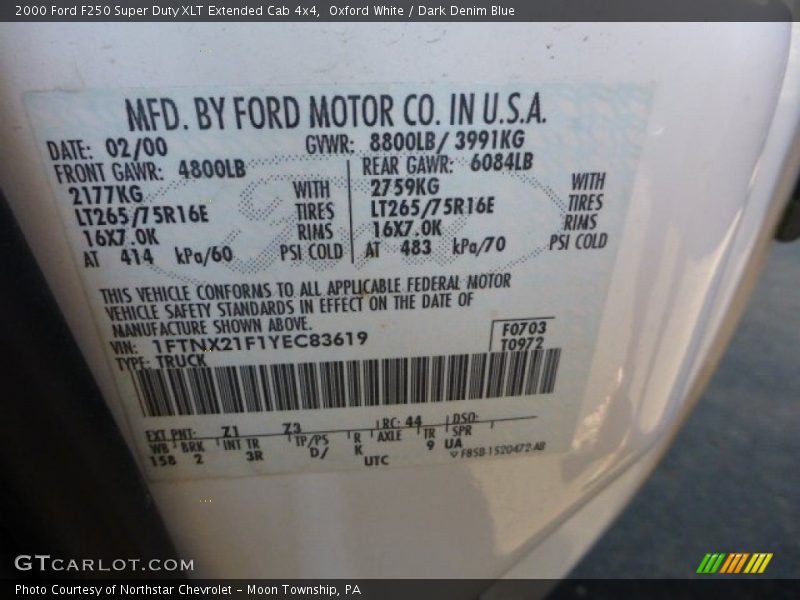 2000 Ford F250 Super Duty XLT Extended Cab 4x4, Oxford White / Dark Denim Blue
MFD. BY FORD MOTOR CO. IN U.S.A.
DATE: 02/00 GVWR: 8800LB/ 3991KG
FRONT GAWR: 4800LB REAR GAWR: 6084LB
2177KG WITH 2759KG WITH
LT265/75R16E TIRES LT265/75R16E TIRES
16X7.0K RIMS 16X7.0K RIMS
AT 414 kPa/60 PSI COLD AT 483 kPa/70 PSI COLD
THIS VEHICLE CONFORMS TO ALL APPLICABLE FEDERAL MOTOR
VEHICLE SAFETY STANDARDS IN EFFECT ON THE DATE OF
MANUFACTURE SHOWN ABOVE.
VIN: 1FTNX21F1YEC83619 F0703
TYPE: TRUCK T0972
EXT PNT: Z1 Z3 RC: 44 DSO:
WB BRK INT TR TP/PS R AXLE TR SPR
158 2 3R D/ K 9 UA
UTC F85B-1520472-AB
GTCARLOT.COM
Photo Courtesy of Northstar Chevrolet - Moon Township, PA